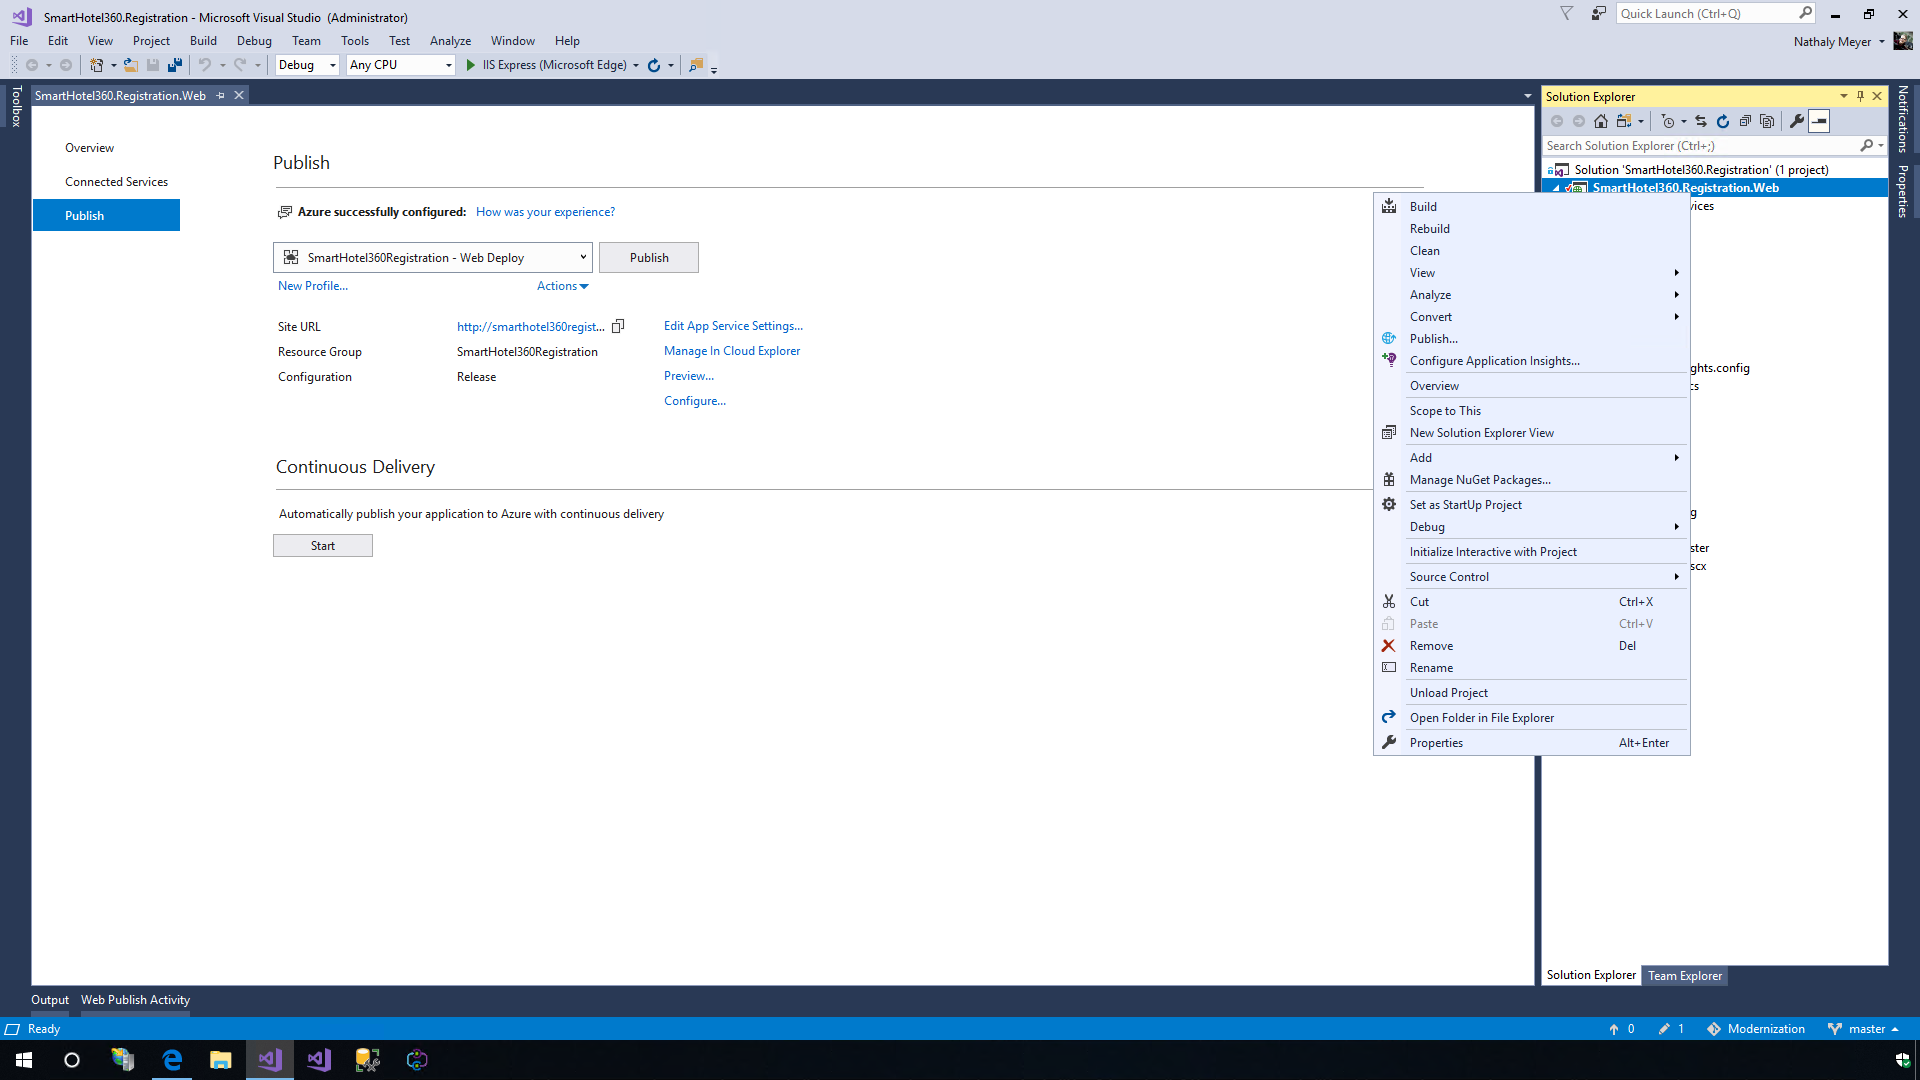 SmartHotel360.Registration - Microsoft Visual Studio (Administrator)
Quick Launch (Ctrl+Q)
File Edit View Project Build Debug Team Tools Test Analyze Window Help
Nathaly Meyer
Debug Any CPU IIS Express (Microsoft Edge)
Toolbox
SmartHotel360.Registration.Web
Overview
Connected Services
Publish
Publish
Azure successfully configured: How was your experience?
SmartHotel360Registration - Web Deploy
Publish
New Profile... Actions
Site URL http://smarthotel360regist... Edit App Service Settings...
Resource Group SmartHotel360Registration Manage In Cloud Explorer
Configuration Release Preview...
Configure...
Continuous Delivery
Automatically publish your application to Azure with continuous delivery
Start
Solution Explorer
Search Solution Explorer (Ctrl+;)
Solution 'SmartHotel360.Registration' (1 project)
SmartHotel360.Registration.Web
vices
ghts.config
cs
g
ster
scx
Build
Rebuild
Clean
View
Analyze
Convert
Publish...
Configure Application Insights...
Overview
Scope to This
New Solution Explorer View
Add
Manage NuGet Packages...
Set as StartUp Project
Debug
Initialize Interactive with Project
Source Control
Cut Ctrl+X
Paste Ctrl+V
Remove Del
Rename
Unload Project
Open Folder in File Explorer
Properties Alt+Enter
Solution Explorer Team Explorer
Notifications
Properties
Output Web Publish Activity
Ready
0 1 Modernization master